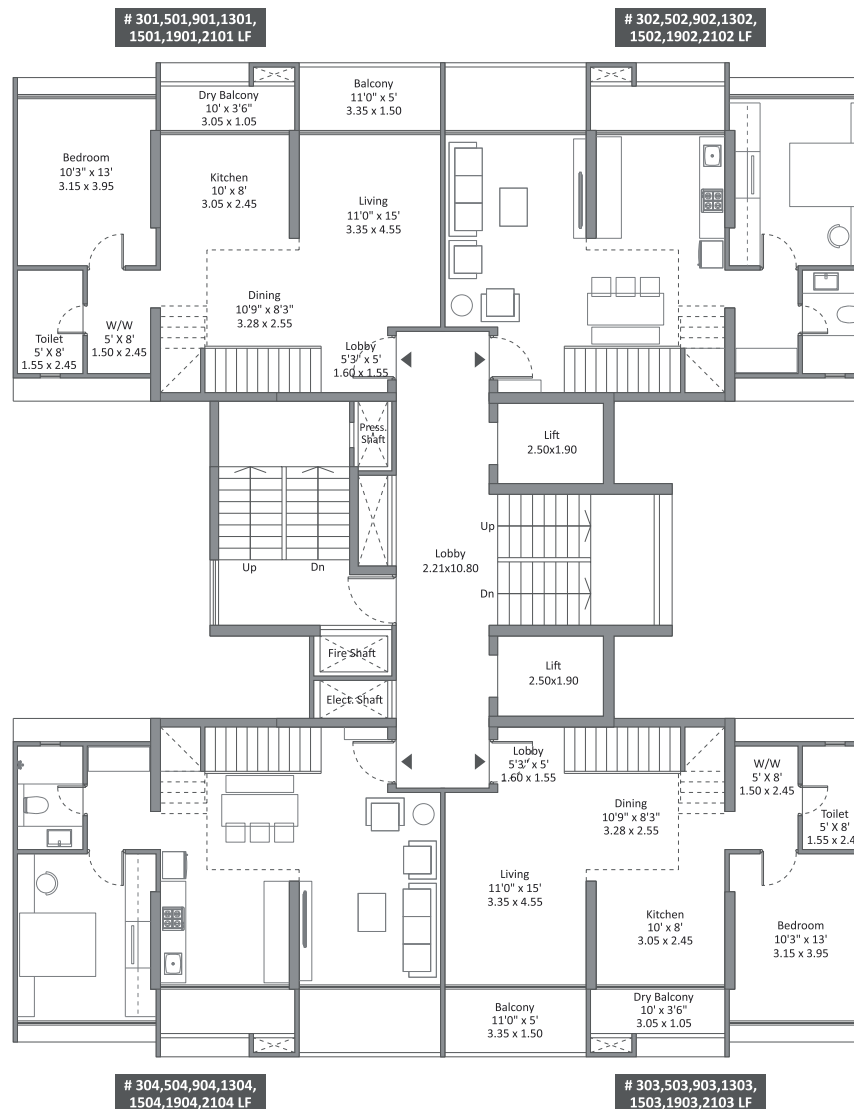 # 301,501,901,1301,
1501,1901,2101 LF
# 302,502,902,1302,
1502,1902,2102 LF
Dry Balcony
10' x 3'6"
3.05 x 1.05
Balcony
11'0" x 5'
3.35 x 1.50
Bedroom
10'3" x 13'
3.15 x 3.95
Kitchen
10' x 8'
3.05 x 2.45
Living
11'0" x 15'
3.35 x 4.55
Dining
10'9" x 8'3"
3.28 x 2.55
Toilet
5' X 8'
1.55 x 2.45
W/W
5' X 8'
1.50 x 2.45
Lobby
5'3" x 5'
1.60 x 1.55
Press.
Shaft
Lift
2.50x1.90
Up
Dn
Lobby
2.21x10.80
Up
Dn
Fire Shaft
Elect. Shaft
Lift
2.50x1.90
Lobby
5'3" x 5'
1.60 x 1.55
W/W
5' X 8'
1.50 x 2.45
Toilet
5' X 8'
1.55 x 2.4
Dining
10'9" x 8'3"
3.28 x 2.55
Living
11'0" x 15'
3.35 x 4.55
Kitchen
10' x 8'
3.05 x 2.45
Bedroom
10'3" x 13'
3.15 x 3.95
Balcony
11'0" x 5'
3.35 x 1.50
Dry Balcony
10' x 3'6"
3.05 x 1.05
# 304,504,904,1304,
1504,1904,2104 LF
# 303,503,903,1303,
1503,1903,2103 LF